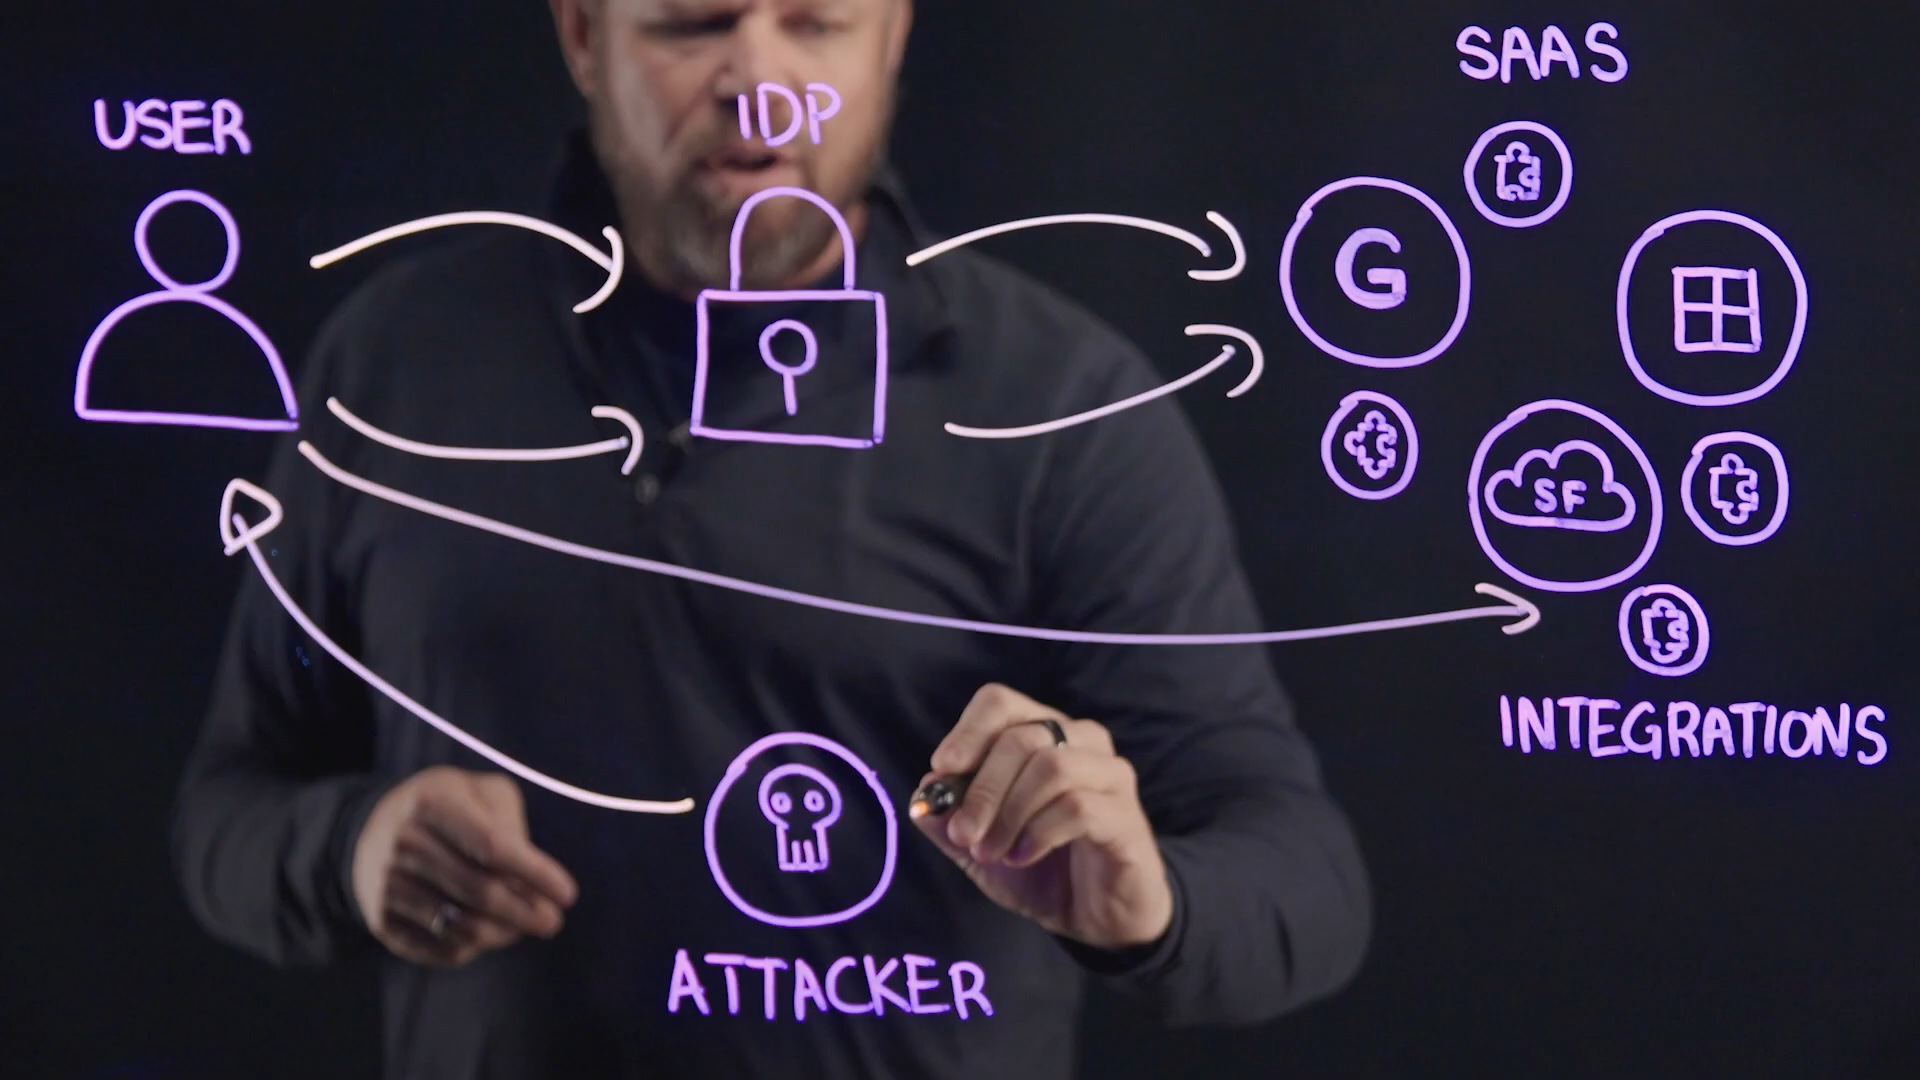 SAAS
USER
IDP
G
SF
INTEGRATIONS
ATTACKER